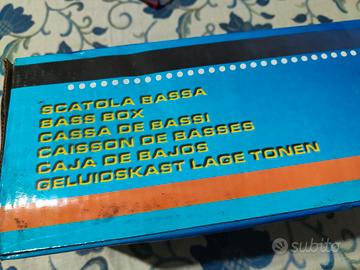 SCATOLA BASSA
BASS BOX
CASSA DE BASSI
CAISSON DE BASSES
CAJA DE BAJOS
GELUIDSKAST LAGE TONEN
subito